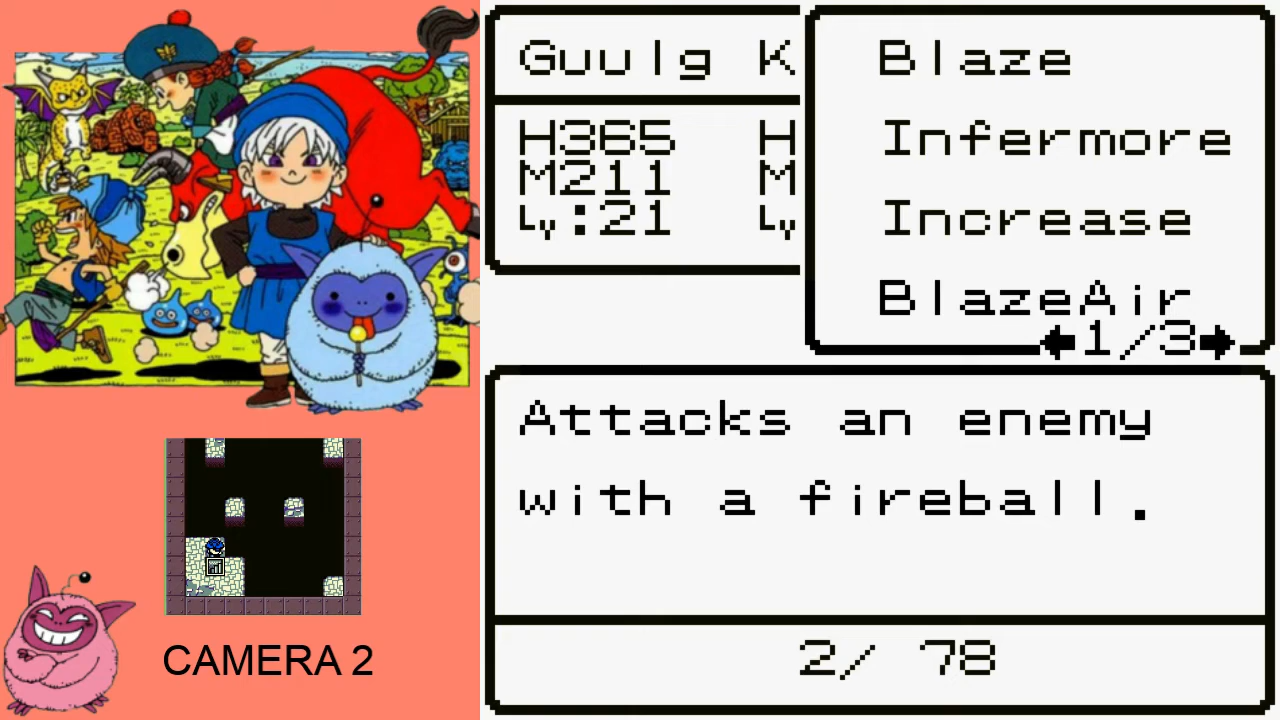 Guulg K
H365 H
M211 M
Lv:21 Lv
Blaze
Infermore
Increase
BlazeAir
1/3
Attacks an enemy
with a fireball.
2/ 78
CAMERA 2